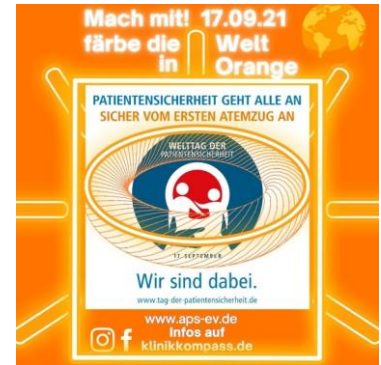 Mach mit! 17.09.21
färbe die Welt
in Orange
PATIENTENSICHERHEIT GEHT ALLE AN
SICHER VOM ERSTEN ATEMZUG AN
WELTTAG DER
PATIENTENSICHERHEIT
17. SEPTEMBER
Wir sind dabei.
www.tag-der-patientensicherheit.de
www.aps-ev.de
Infos auf
klinikkompass.de